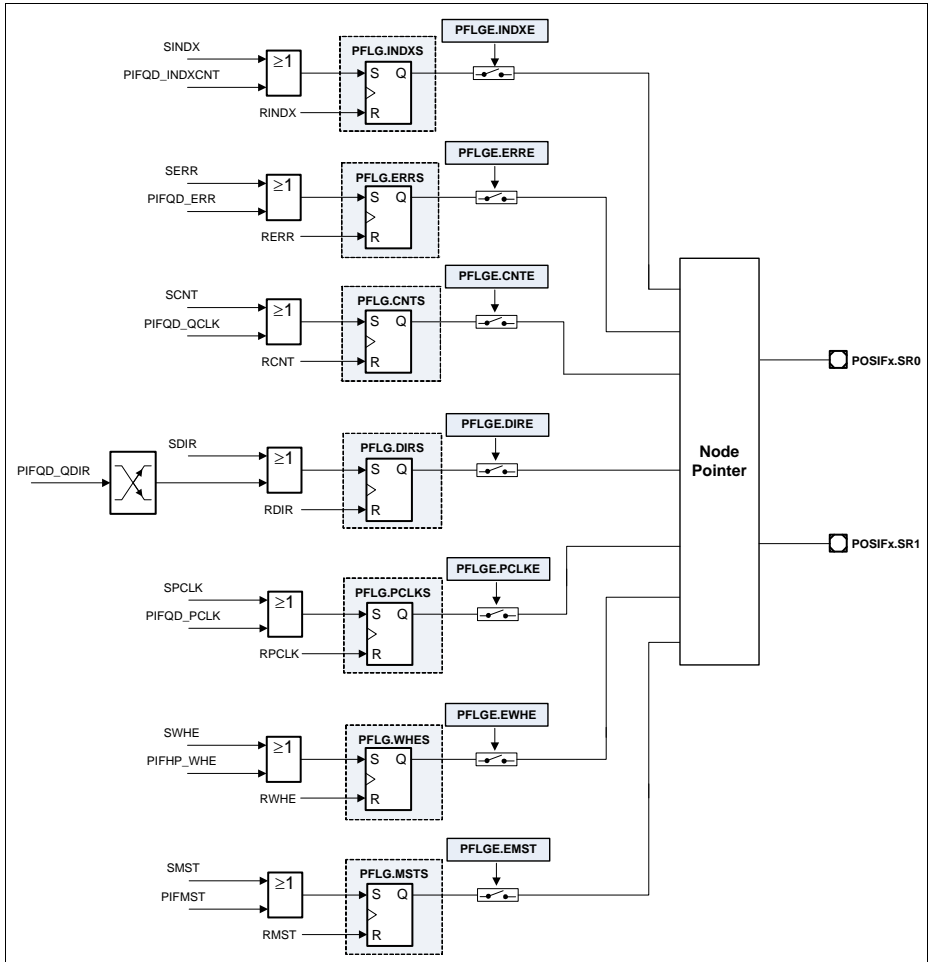 PFLGE.INDXE
SINDX
PIFQD_INDXCNT
≥1
PFLG.INDXS
S Q
R
RINDX
PFLGE.ERRE
SERR
PIFQD_ERR
≥1
PFLG.ERRS
S Q
R
RERR
PFLGE.CNTE
SCNT
PIFQD_QCLK
≥1
PFLG.CNTS
S Q
R
RCNT
PFLGE.DIRE
SDIR
PIFQD_QDIR
≥1
PFLG.DIRS
S Q
R
RDIR
PFLGE.PCLKE
SPCLK
PIFQD_PCLK
≥1
PFLG.PCLKS
S Q
R
RPCLK
PFLGE.EWHE
SWHE
PIFHP_WHE
≥1
PFLG.WHES
S Q
R
RWHE
PFLGE.EMST
SMST
PIFMST
≥1
PFLG.MSTS
S Q
R
RMST
Node
Pointer
POSIFx.SR0
POSIFx.SR1